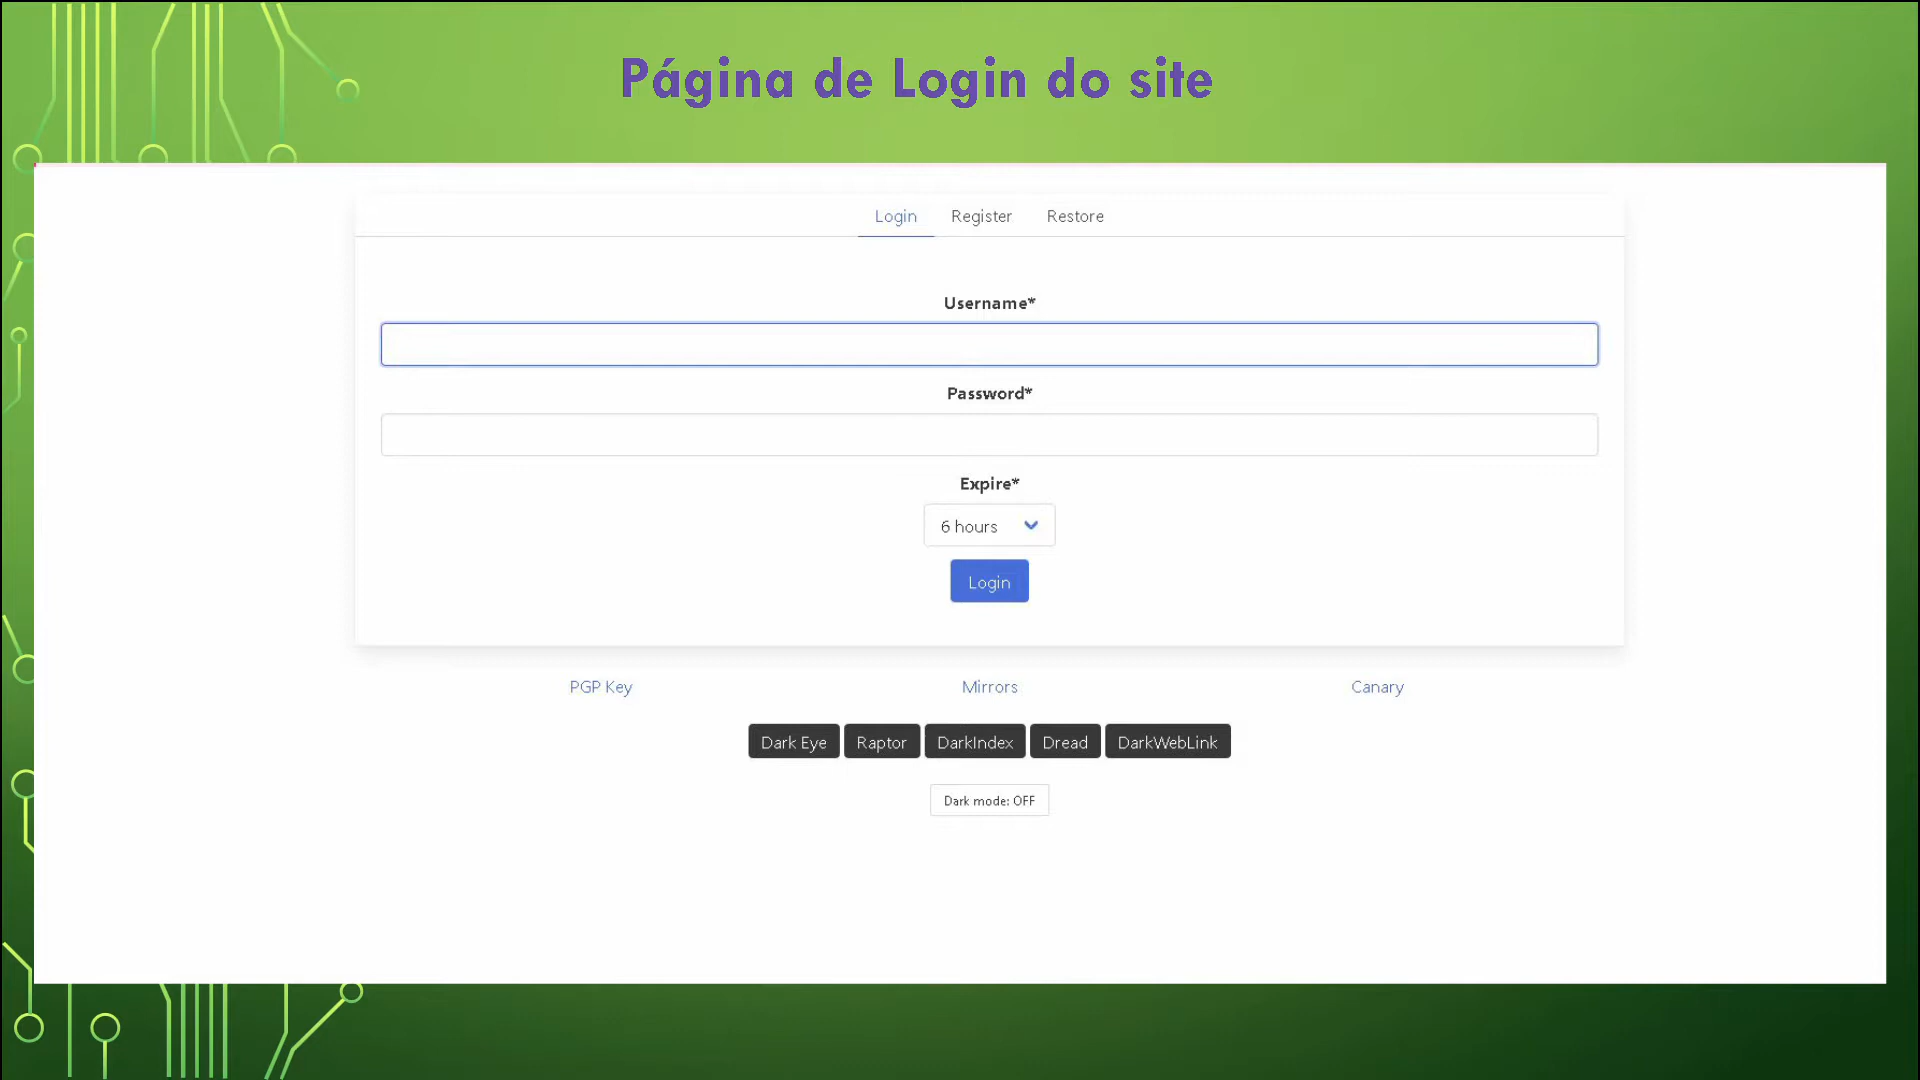 Página de Login do site
Login Register Restore
Username*
Password*
Expire*
6 hours
Login
PGP Key Mirrors Canary
Dark Eye Raptor DarkIndex Dread DarkWebLink
Dark mode: OFF